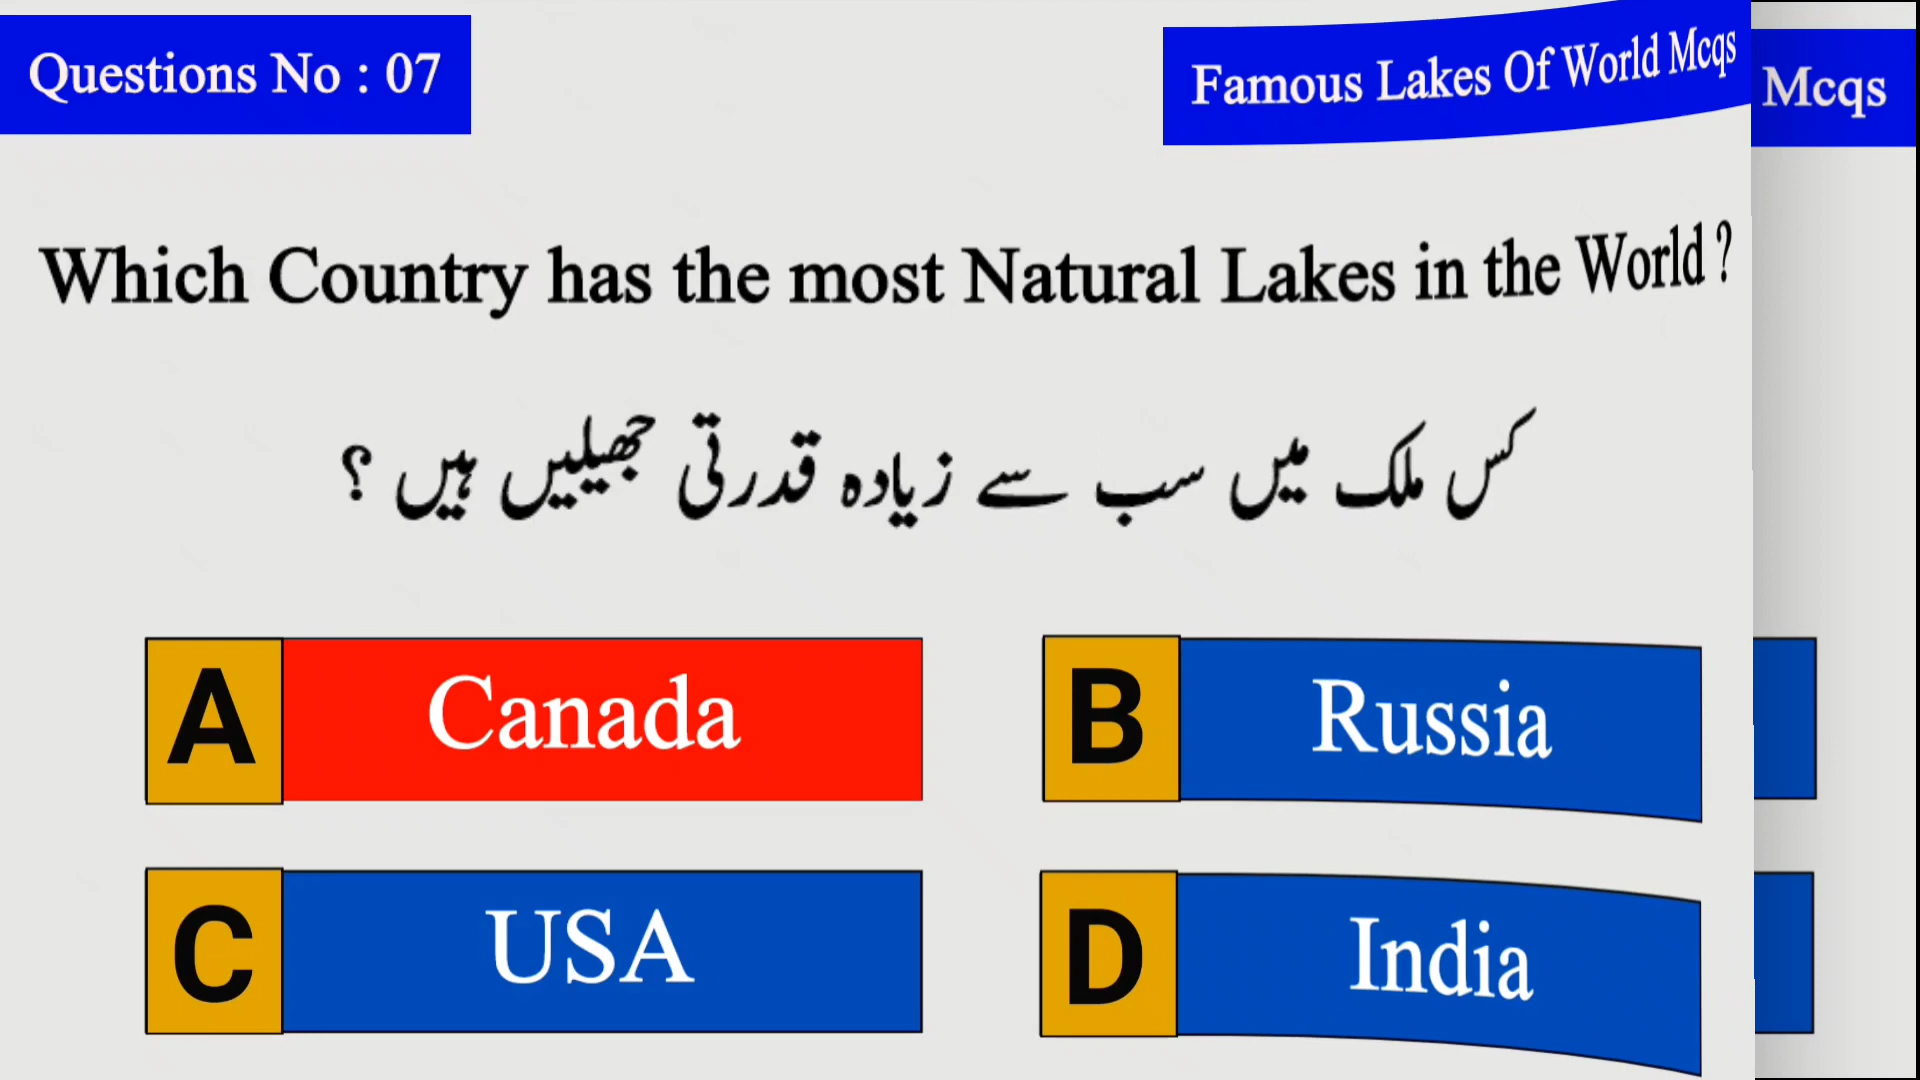 Questions No : 07
Famous Lakes Of World Mcqs
Mcqs
Which Country has the most Natural Lakes in the World ?
کس ملک میں سب سے زیادہ قدرتی جھیلیں ہیں ؟
A Canada
B Russia
C USA
D India